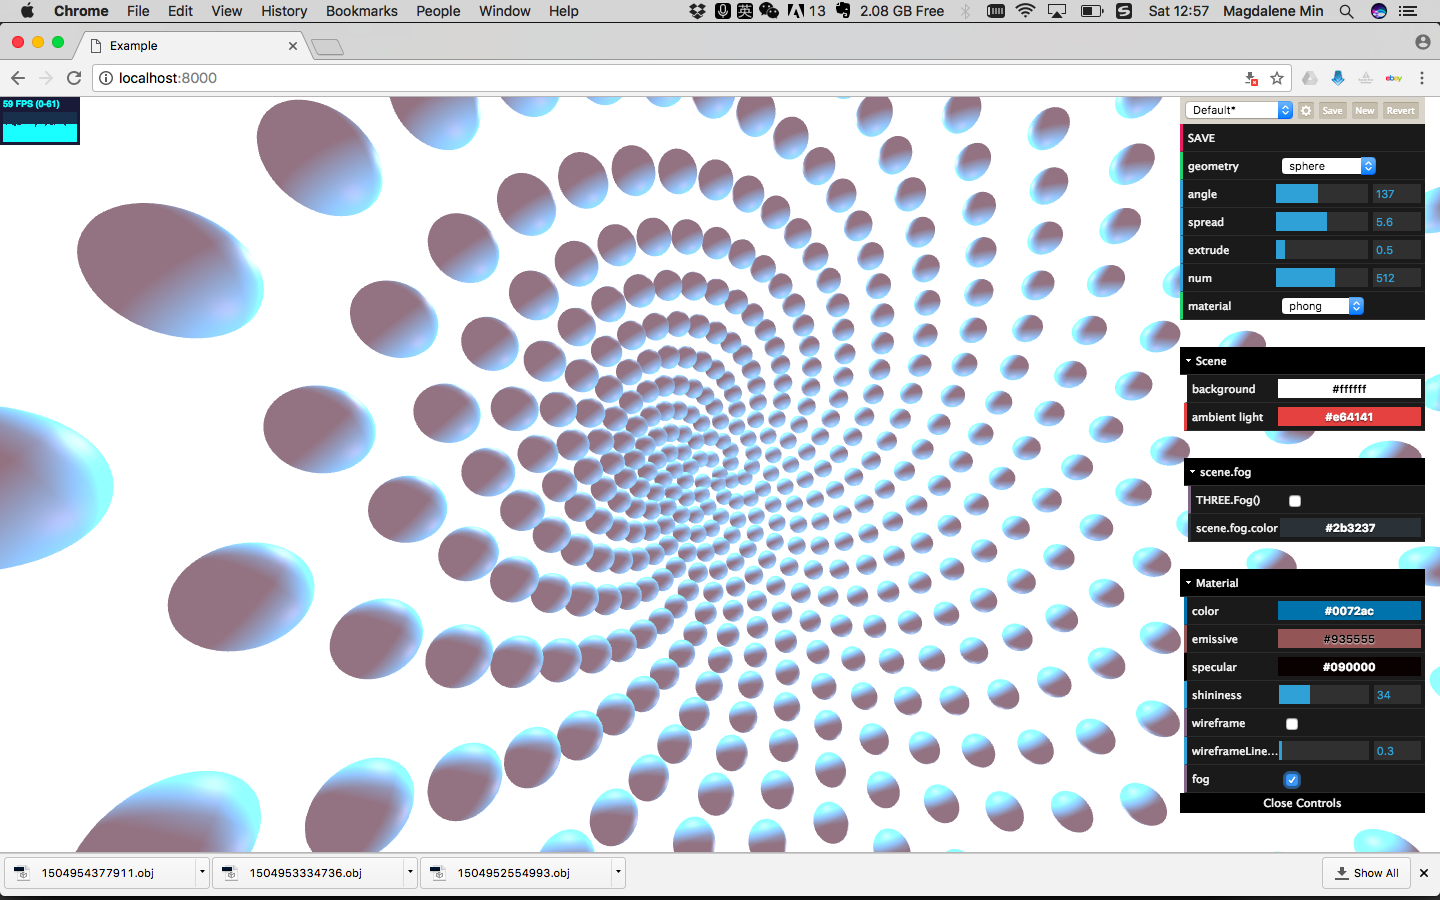 Chrome File Edit View History Bookmarks People Window Help 英 13 2.08 GB Free S Sat 12:57 Magdalene Min
Example
localhost:8000
ebay
59 FPS (0-61)
Default* Save New Revert
SAVE
geometry sphere
angle 137
spread 5.6
extrude 0.5
num 512
material phong
Scene
background #ffffff
ambient light #e64141
scene.fog
THREE.Fog()
scene.fog.color #2b3237
Material
color #0072ac
emissive #935555
specular #090000
shininess 34
wireframe
wireframeLine... 0.3
fog
Close Controls
1504954377911.obj 1504953334736.obj 1504952554993.obj Show All